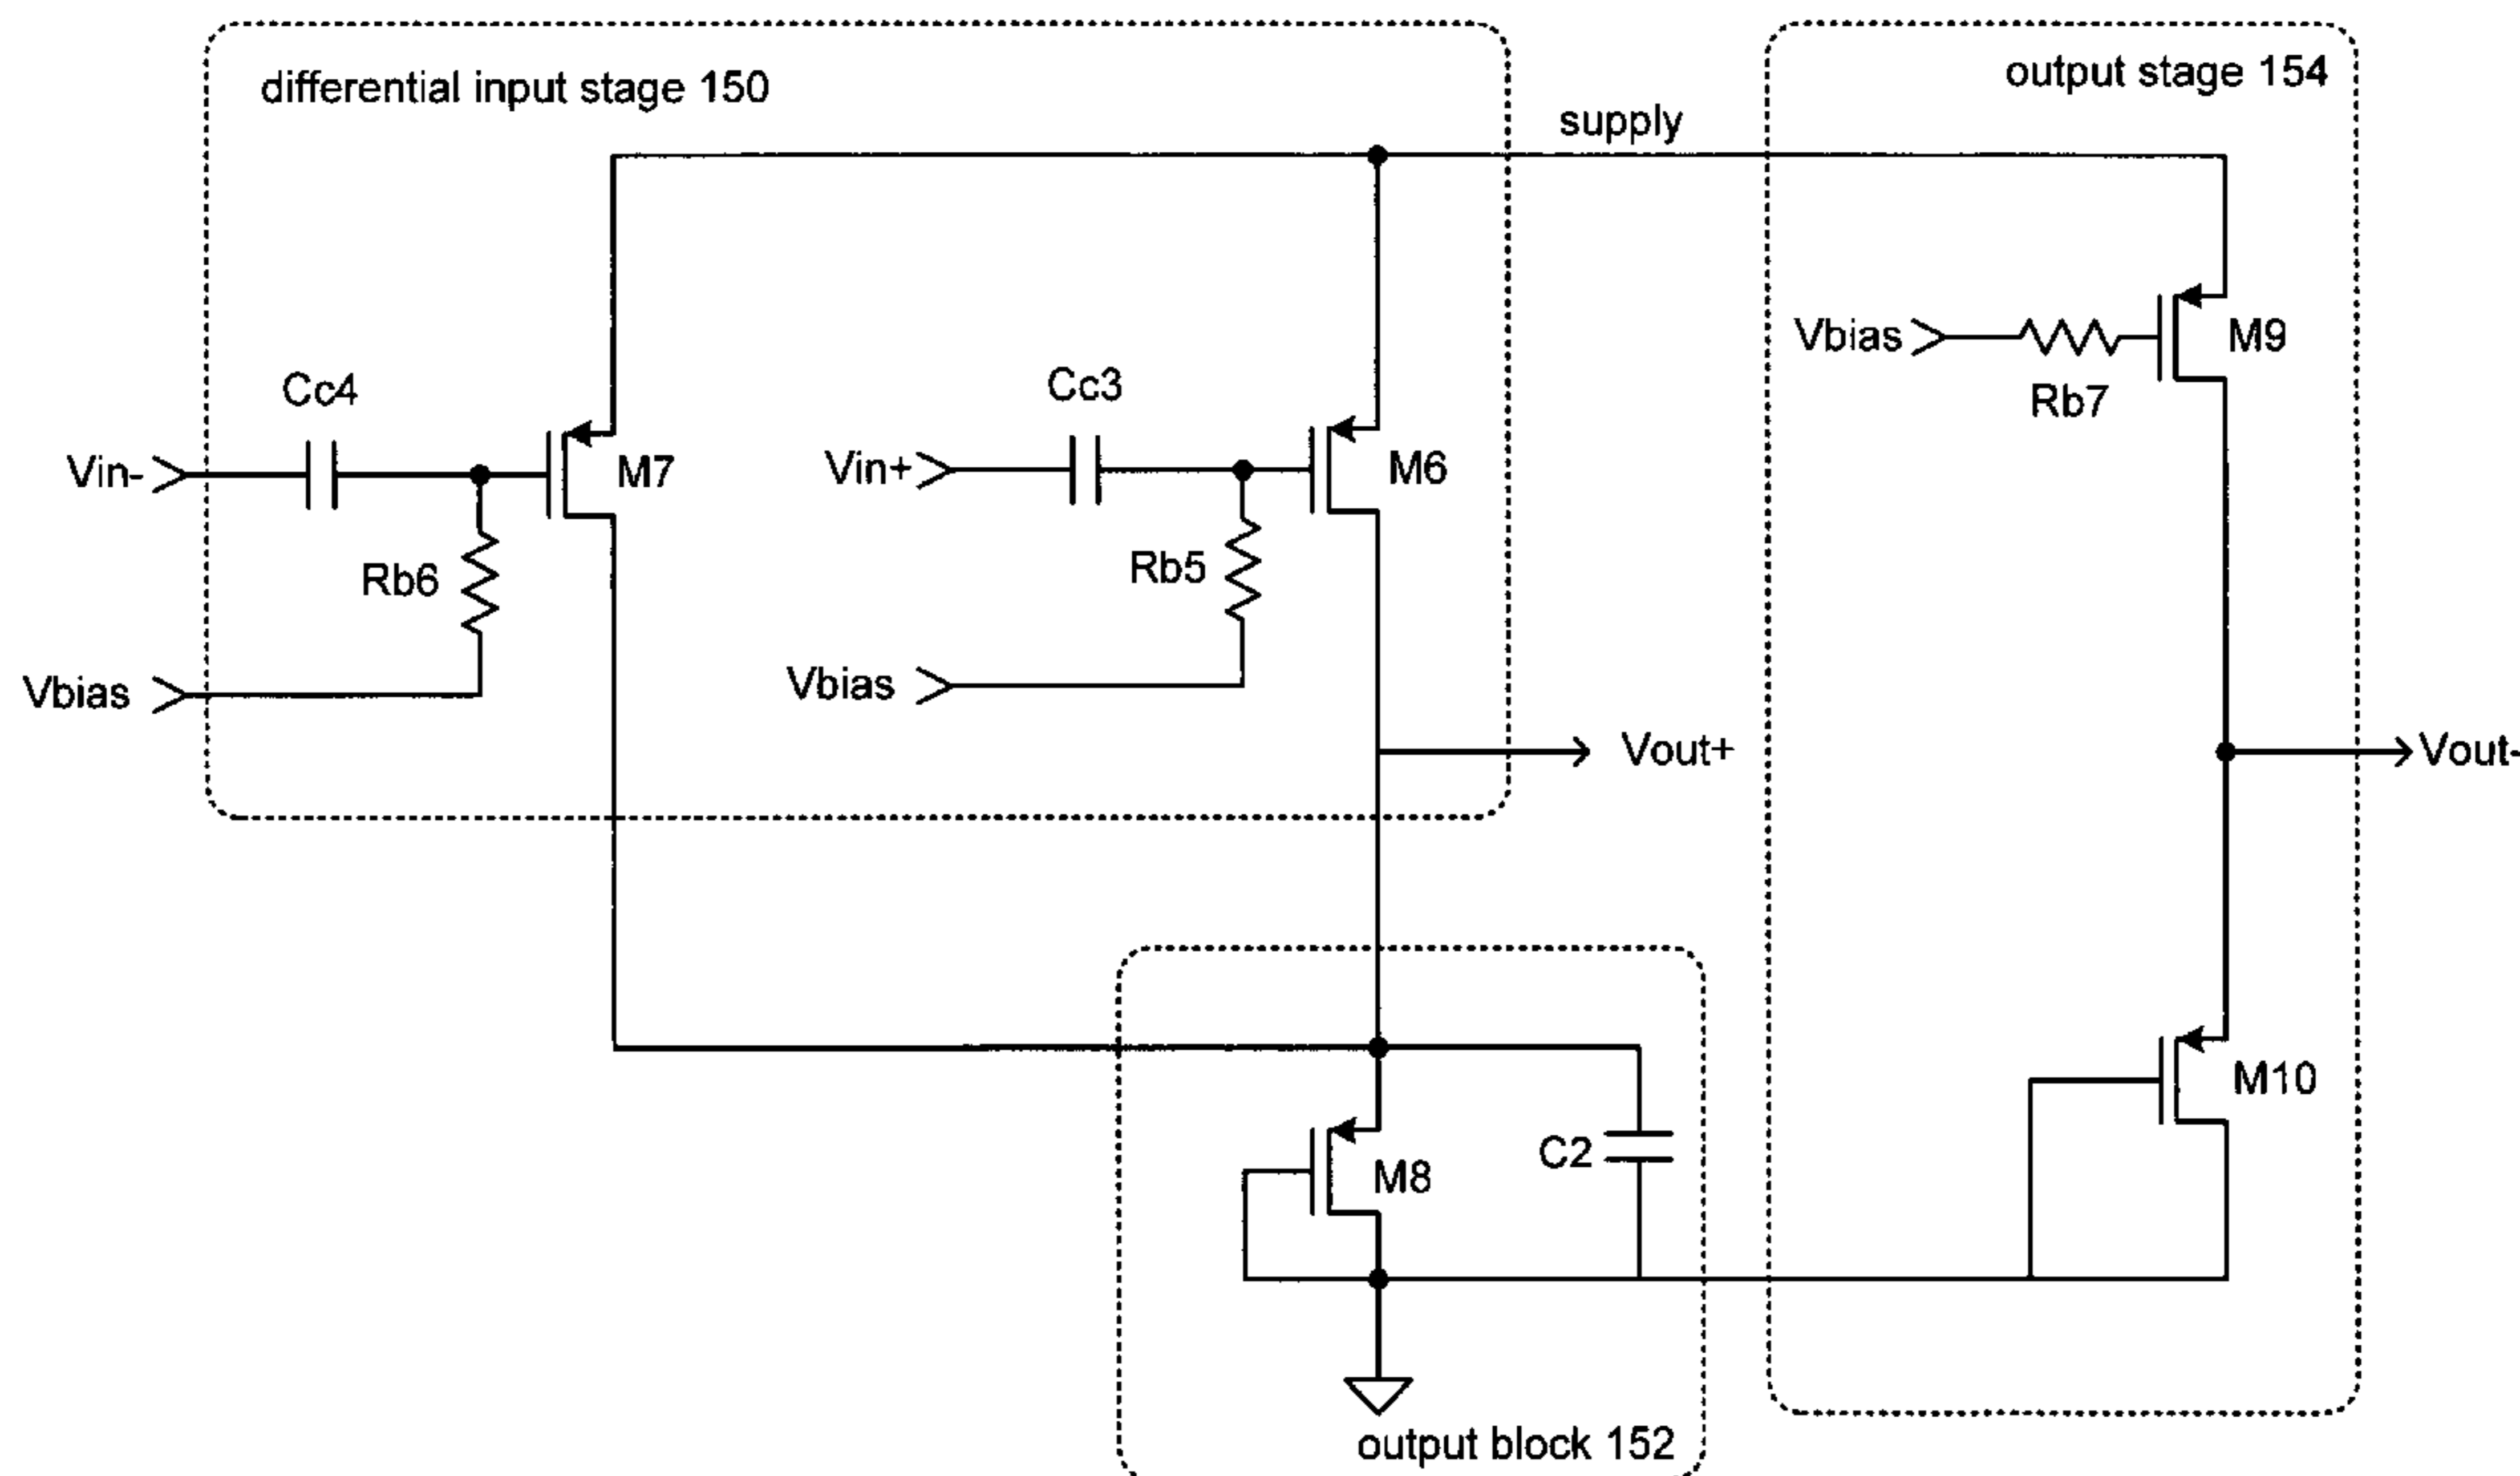 differential input stage 150
output stage 154
supply
Vbias
M9
Rb7
Cc4
Cc3
Vin-
M7
Vin+
M6
Rb6
Rb5
Vbias
Vbias
Vout+
Vout-
M10
C2
M8
output block 152